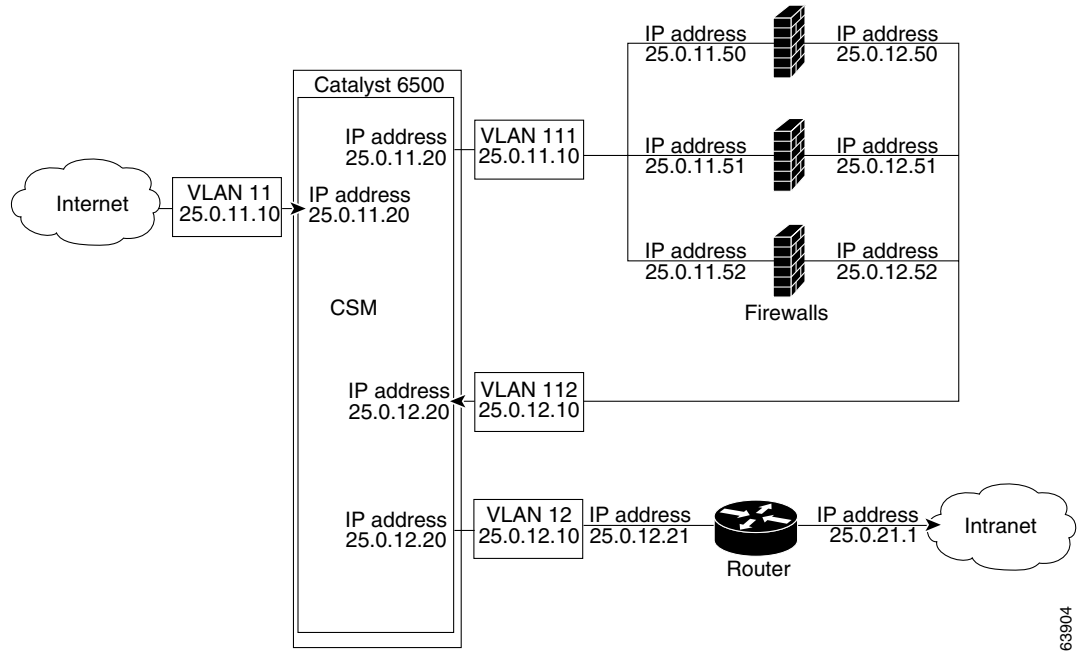 IP address
25.0.11.50
IP address
25.0.12.50
Catalyst 6500
IP address
25.0.11.20
VLAN 111
25.0.11.10
IP address
25.0.11.51
IP address
25.0.12.51
Internet
VLAN 11
25.0.11.10
IP address
25.0.11.20
IP address
25.0.11.52
IP address
25.0.12.52
Firewalls
CSM
IP address
25.0.12.20
VLAN 112
25.0.12.10
IP address
25.0.12.20
VLAN 12
25.0.12.10
IP address
25.0.12.21
Router
IP address
25.0.21.1
Intranet
63904